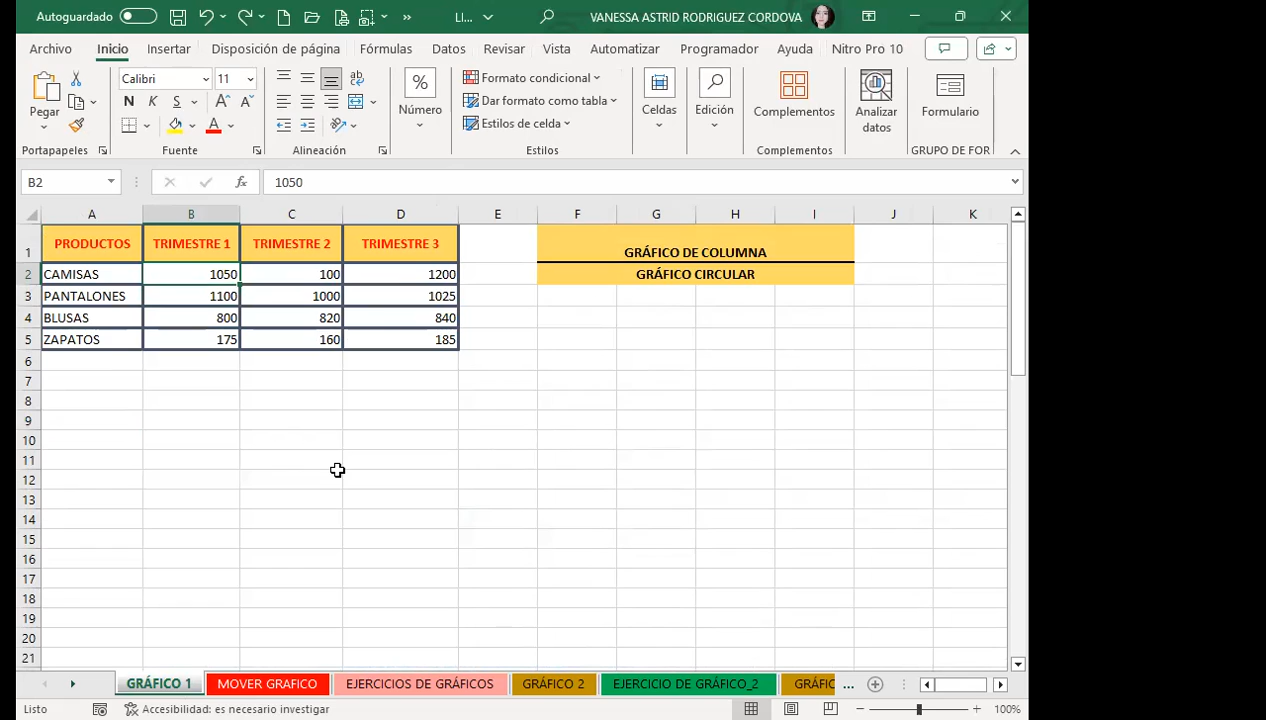 Autoguardado LI... VANESSA ASTRID RODRIGUEZ CORDOVA
Archivo Inicio Insertar Disposición de página Fórmulas Datos Revisar Vista Automatizar Programador Ayuda Nitro Pro 10
Pegar
Portapapeles
Calibri 11
N K S
Fuente
ab
Alineación
%
Número
Formato condicional
Dar formato como tabla
Estilos de celda
Estilos
Celdas
Edición
Complementos
Complementos
Analizar
datos
Formulario
GRUPO DE FOR
B2 fx 1050
A B C D E F G H I J K
1 PRODUCTOS TRIMESTRE 1 TRIMESTRE 2 TRIMESTRE 3 GRÁFICO DE COLUMNA
2 CAMISAS 1050 100 1200 GRÁFICO CIRCULAR
3 PANTALONES 1100 1000 1025
4 BLUSAS 800 820 840
5 ZAPATOS 175 160 185
6
7
8
9
10
11
12
13
14
15
16
17
18
19
20
21
GRÁFICO 1 MOVER GRAFICO EJERCICIOS DE GRÁFICOS GRÁFICO 2 EJERCICIO DE GRÁFICO_2 GRÁFIC ...
Listo Accesibilidad: es necesario investigar 100%